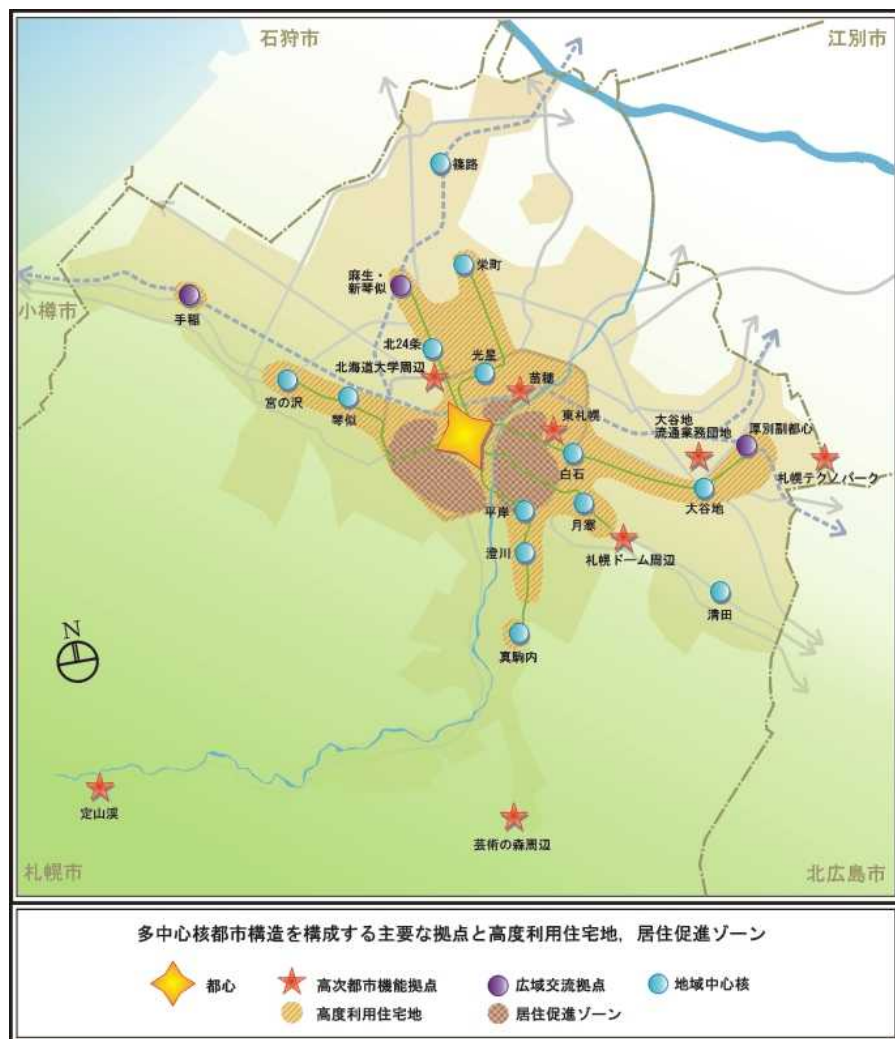 石狩市
江別市
篠路
栄町
麻生・
新琴似
小樽市
手稲
北24条
北海道大学周辺
光星
苗穂
宮の沢
琴似
東札幌
大谷地
流通業務団地
厚別副都心
札幌テクノパーク
白石
大谷地
平岸
月寒
澄川
札幌ドーム周辺
清田
N
真駒内
定山渓
芸術の森周辺
札幌市
北広島市
多中心核都市構造を構成する主要な拠点と高度利用住宅地，居住促進ゾーン
都心
高次都市機能拠点
広域交流拠点
地域中心核
高度利用住宅地
居住促進ゾーン